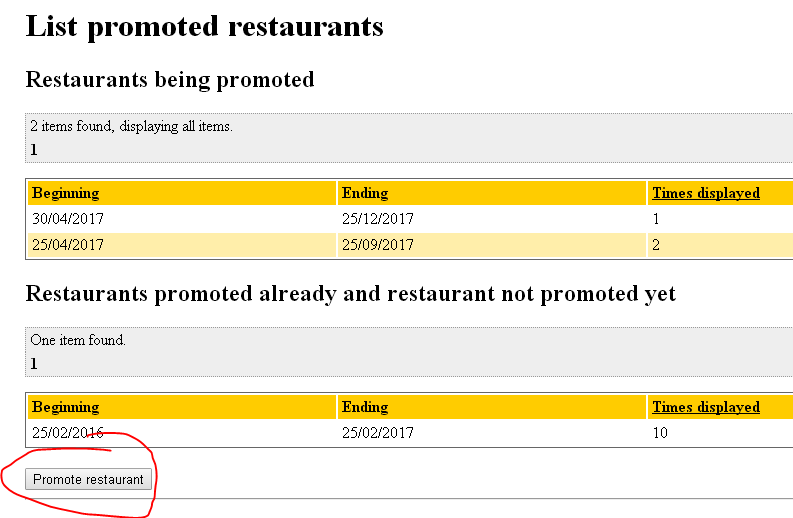 List promoted restaurants
Restaurants being promoted
2 items found, displaying all items.
1
Beginning Ending Times displayed
30/04/2017 25/12/2017 1
25/04/2017 25/09/2017 2
Restaurants promoted already and restaurant not promoted yet
One item found.
1
Beginning Ending Times displayed
25/02/2016 25/02/2017 10
Promote restaurant